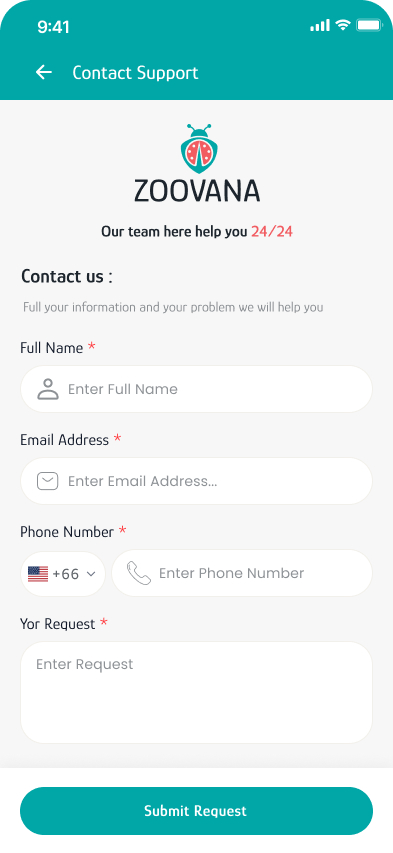 9:41
Contact Support
ZOOVANA
Our team here help you 24/24
Contact us :
Full your information and your problem we will help you
Full Name *
Enter Full Name
Email Address *
Enter Email Address...
Phone Number *
+66 Enter Phone Number
Yor Request *
Enter Request
Submit Request